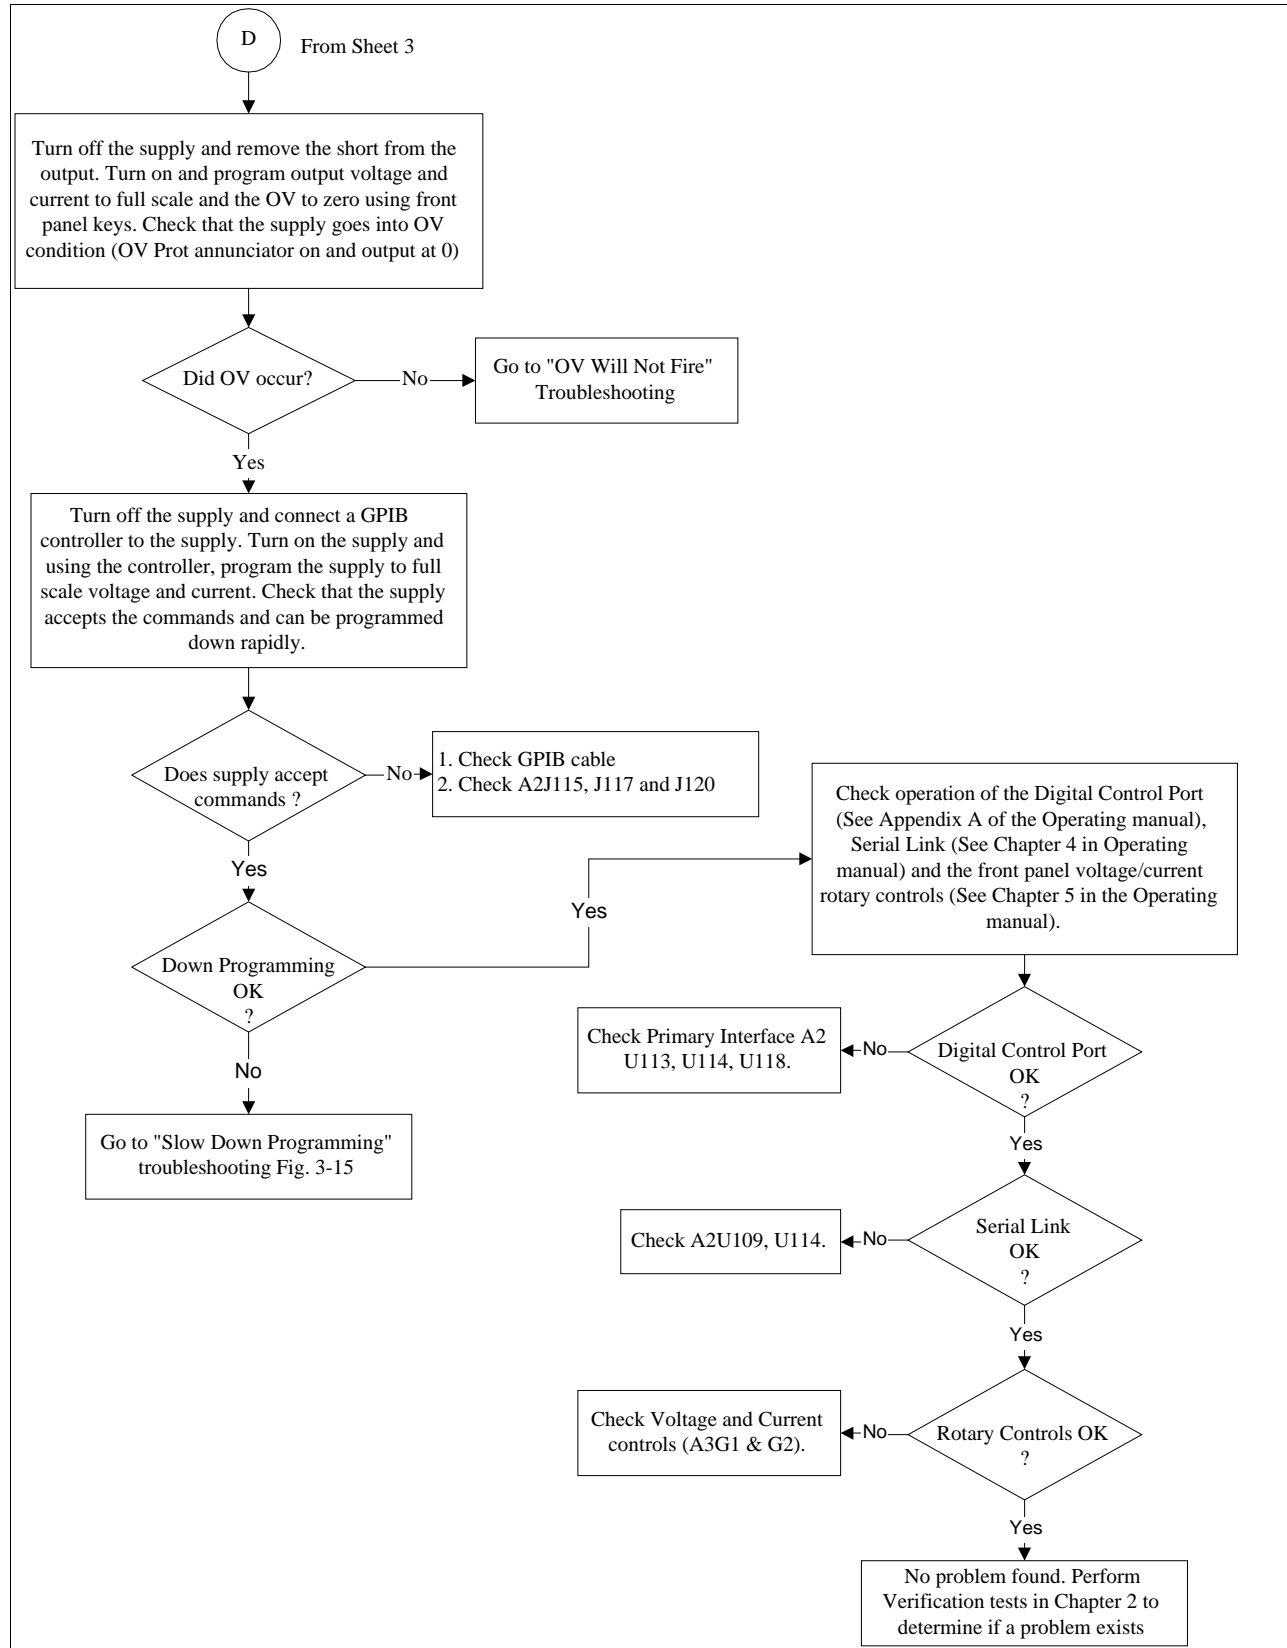 D
From Sheet 3
Turn off the supply and remove the short from the
output. Turn on and program output voltage and
current to full scale and the OV to zero using front
panel keys. Check that the supply goes into OV
condition (OV Prot annunciator on and output at 0)
Did OV occur?
No
Go to "OV Will Not Fire"
Troubleshooting
Yes
Turn off the supply and connect a GPIB
controller to the supply. Turn on the supply and
using the controller, program the supply to full
scale voltage and current. Check that the supply
accepts the commands and can be programmed
down rapidly.
Does supply accept
commands ?
No
1. Check GPIB cable
2. Check A2J115, J117 and J120
Yes
Down Programming
OK
?
No
Go to "Slow Down Programming"
troubleshooting Fig. 3-15
Yes
Check operation of the Digital Control Port
(See Appendix A of the Operating manual),
Serial Link (See Chapter 4 in Operating
manual) and the front panel voltage/current
rotary controls (See Chapter 5 in the Operating
manual).
Digital Control Port
OK
?
No
Check Primary Interface A2
U113, U114, U118.
Yes
Serial Link
OK
?
No
Check A2U109, U114.
Yes
Rotary Controls OK
?
No
Check Voltage and Current
controls (A3G1 & G2).
Yes
No problem found. Perform
Verification tests in Chapter 2 to
determine if a problem exists